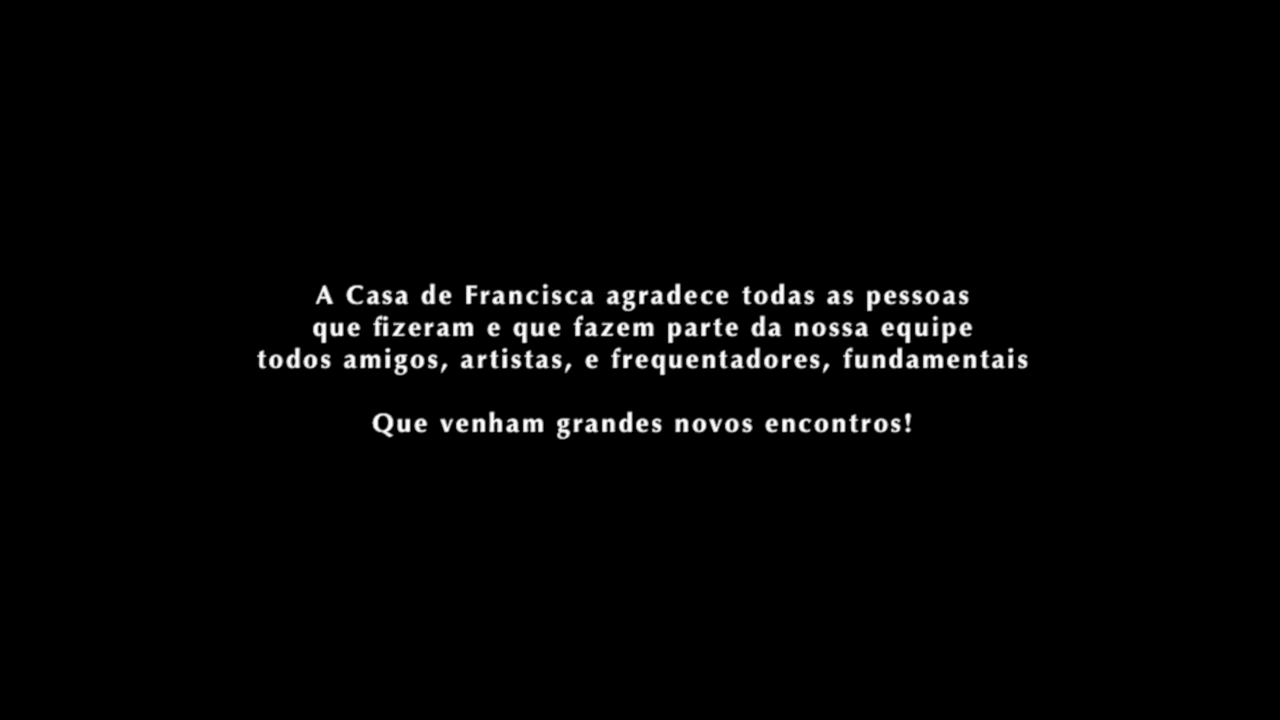 A Casa de Francisca agradece todas as pessoas
que fizeram e que fazem parte da nossa equipe
todos amigos, artistas, e frequentadores, fundamentais
Que venham grandes novos encontros!